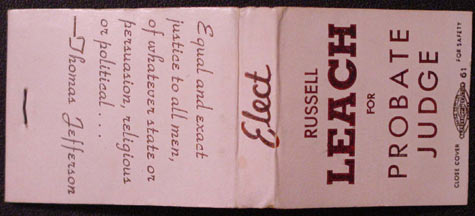 Equal and exact
justice to all men,
of whatever state or
persuasion, religious
or political . . . .
—Thomas Jefferson
Elect
RUSSELL
LEACH
FOR
PROBATE
JUDGE
CLOSE COVER
61
FOR SAFETY